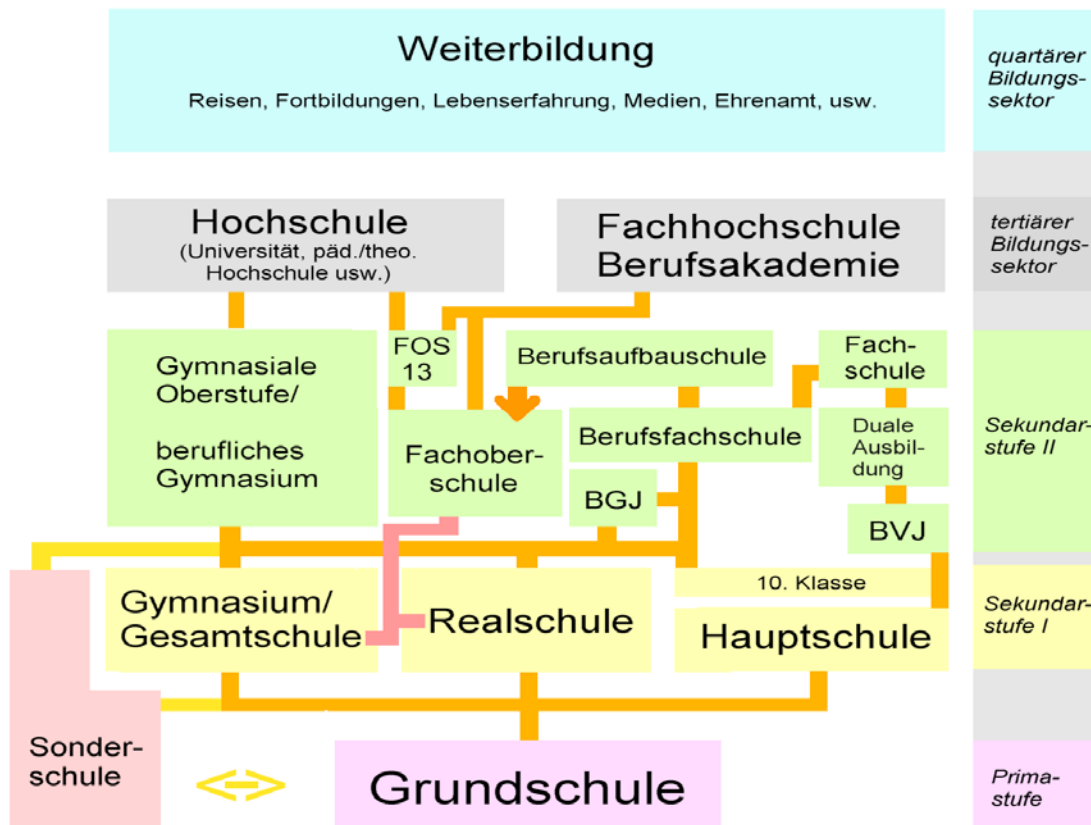 Weiterbildung
Reisen, Fortbildungen, Lebenserfahrung, Medien, Ehrenamt, usw.
quartärer
Bildungs-
sektor
Hochschule
(Universität, päd./theo.
Hochschule usw.)
Fachhochschule
Berufsakademie
tertiärer
Bildungs-
sektor
Gymnasiale
Oberstufe/
berufliches
Gymnasium
FOS
13
Berufsaufbauschule
Fach-
schule
Fachober-
schule
Berufsfachschule
Duale
Ausbil-
dung
BGJ
BVJ
Sekundar-
stufe II
Gymnasium/
Gesamtschule
Realschule
10. Klasse
Hauptschule
Sekundar-
stufe I
Sonder-
schule
<->
Grundschule
Prima-
stufe